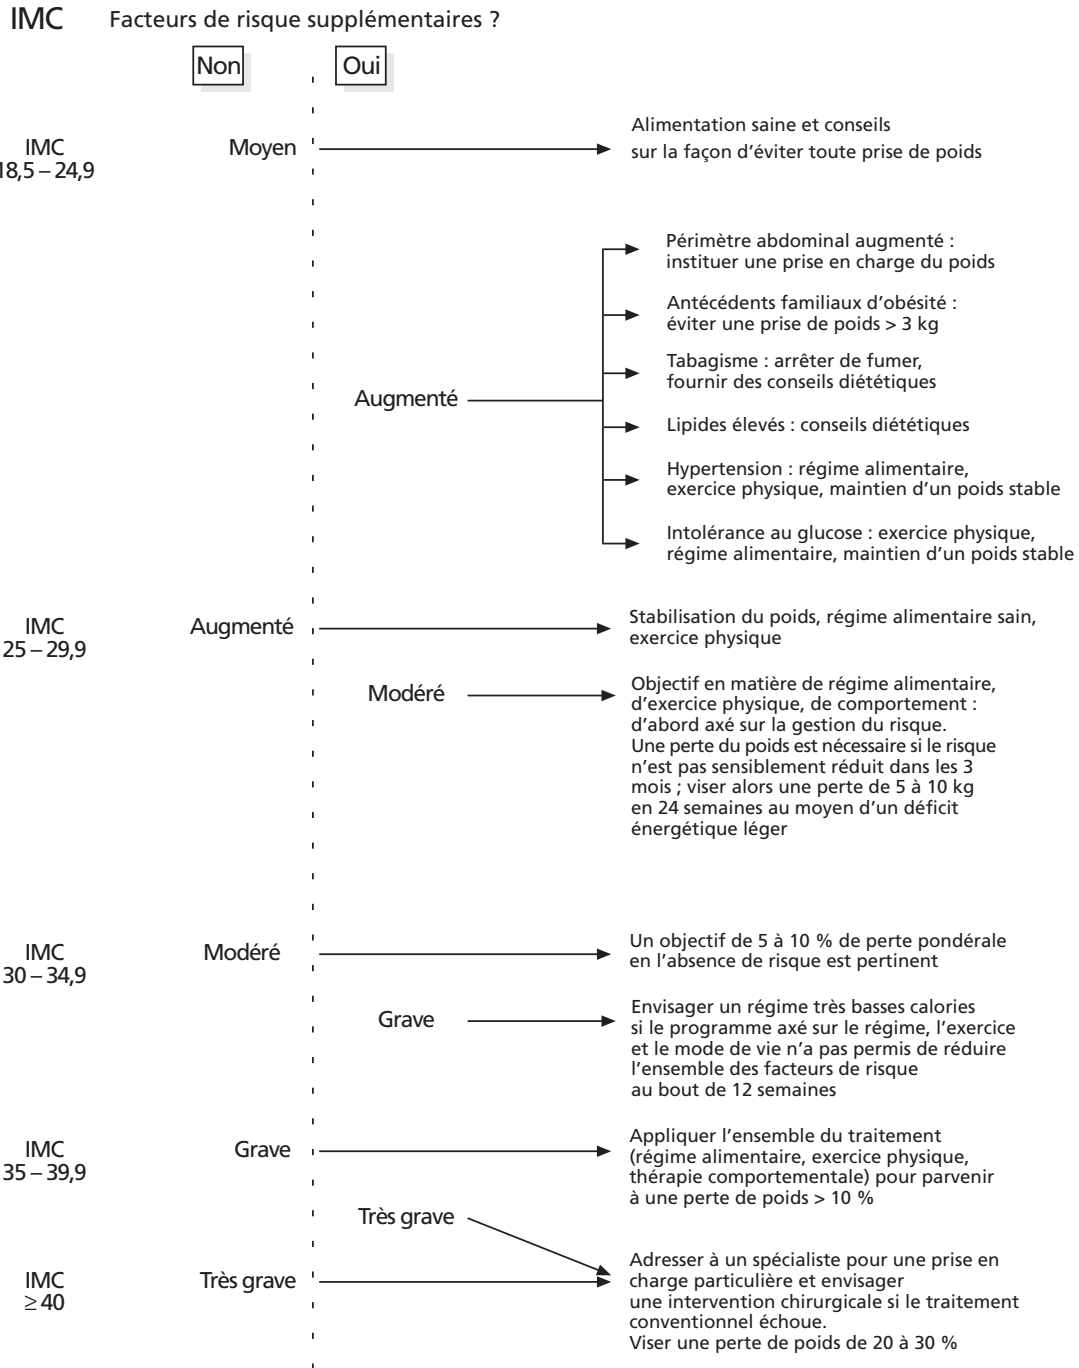 IMC Facteurs de risque supplémentaires ?
Non Oui
IMC
18,5 – 24,9
Moyen
Alimentation saine et conseils
sur la façon d’éviter toute prise de poids
Augmenté
Périmètre abdominal augmenté :
instituer une prise en charge du poids
Antécédents familiaux d’obésité :
éviter une prise de poids > 3 kg
Tabagisme : arrêter de fumer,
fournir des conseils diététiques
Lipides élevés : conseils diététiques
Hypertension : régime alimentaire,
exercice physique, maintien d’un poids stable
Intolérance au glucose : exercice physique,
régime alimentaire, maintien d’un poids stable
IMC
25 – 29,9
Augmenté
Stabilisation du poids, régime alimentaire sain,
exercice physique
Modéré
Objectif en matière de régime alimentaire,
d’exercice physique, de comportement :
d’abord axé sur la gestion du risque.
Une perte du poids est nécessaire si le risque
n’est pas sensiblement réduit dans les 3
mois ; viser alors une perte de 5 à 10 kg
en 24 semaines au moyen d’un déficit
énergétique léger
IMC
30 – 34,9
Modéré
Un objectif de 5 à 10 % de perte pondérale
en l’absence de risque est pertinent
Grave
Envisager un régime très basses calories
si le programme axé sur le régime, l’exercice
et le mode de vie n’a pas permis de réduire
l’ensemble des facteurs de risque
au bout de 12 semaines
IMC
35 – 39,9
Grave
Appliquer l’ensemble du traitement
(régime alimentaire, exercice physique,
thérapie comportementale) pour parvenir
à une perte de poids > 10 %
Très grave
IMC
≥ 40
Très grave
Adresser à un spécialiste pour une prise en
charge particulière et envisager
une intervention chirurgicale si le traitement
conventionnel échoue.
Viser une perte de poids de 20 à 30 %